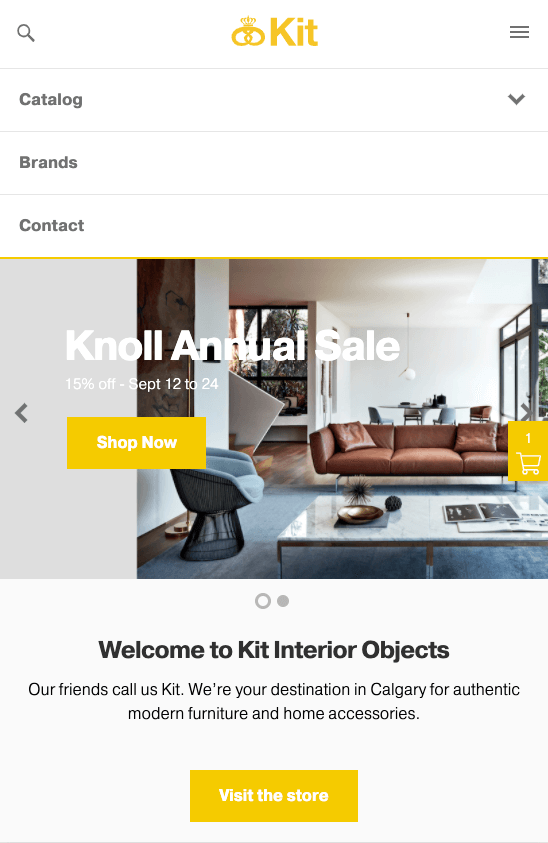 Kit
Catalog
Brands
Contact
Knoll Annual Sale
15% off - Sept 12 to 24
Shop Now
1
Welcome to Kit Interior Objects
Our friends call us Kit. We’re your destination in Calgary for authentic
modern furniture and home accessories.
Visit the store